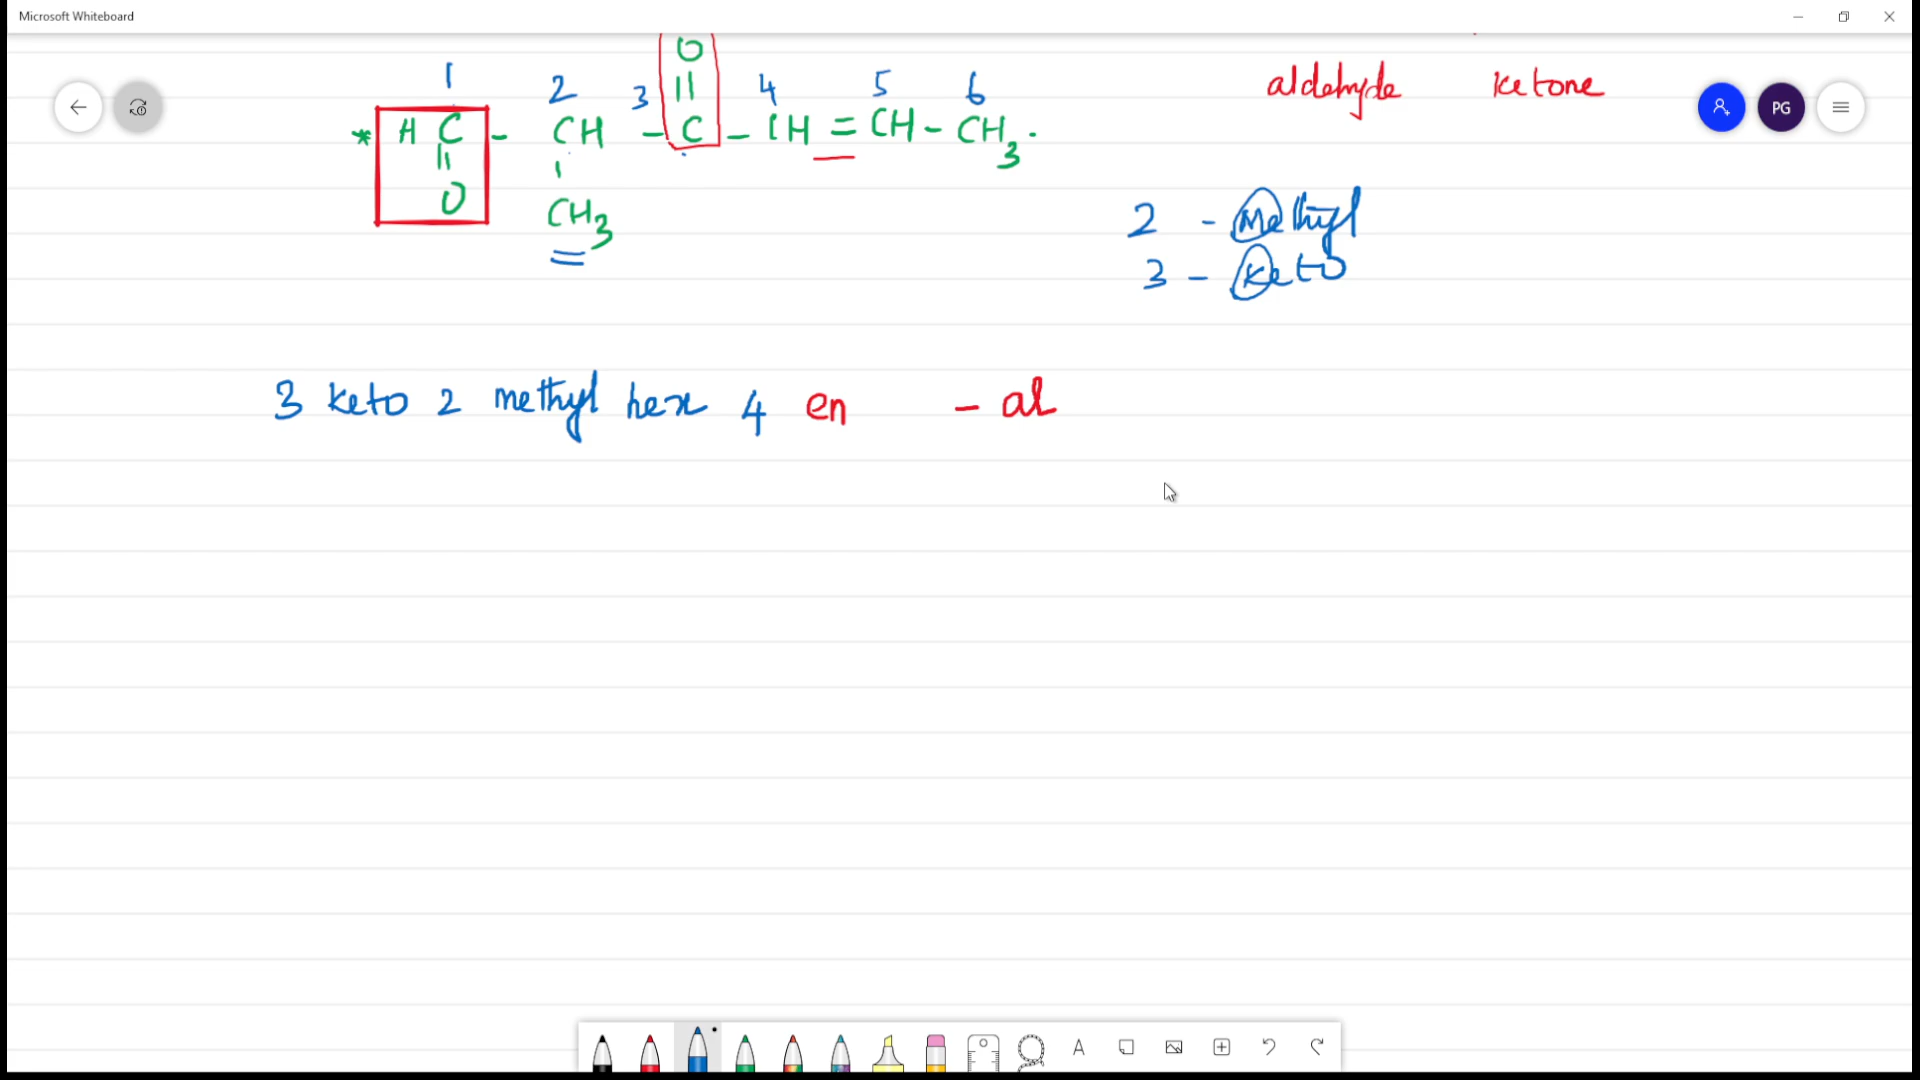 Microsoft Whiteboard
O
1 2 3 || 4 5 6
aldehyde ketone
PG
* H C - CH - C - CH = CH - CH3.
|| |
O CH3
2 - Methyl
3 - keto
3 keto 2 methyl hex 4 en - al
A